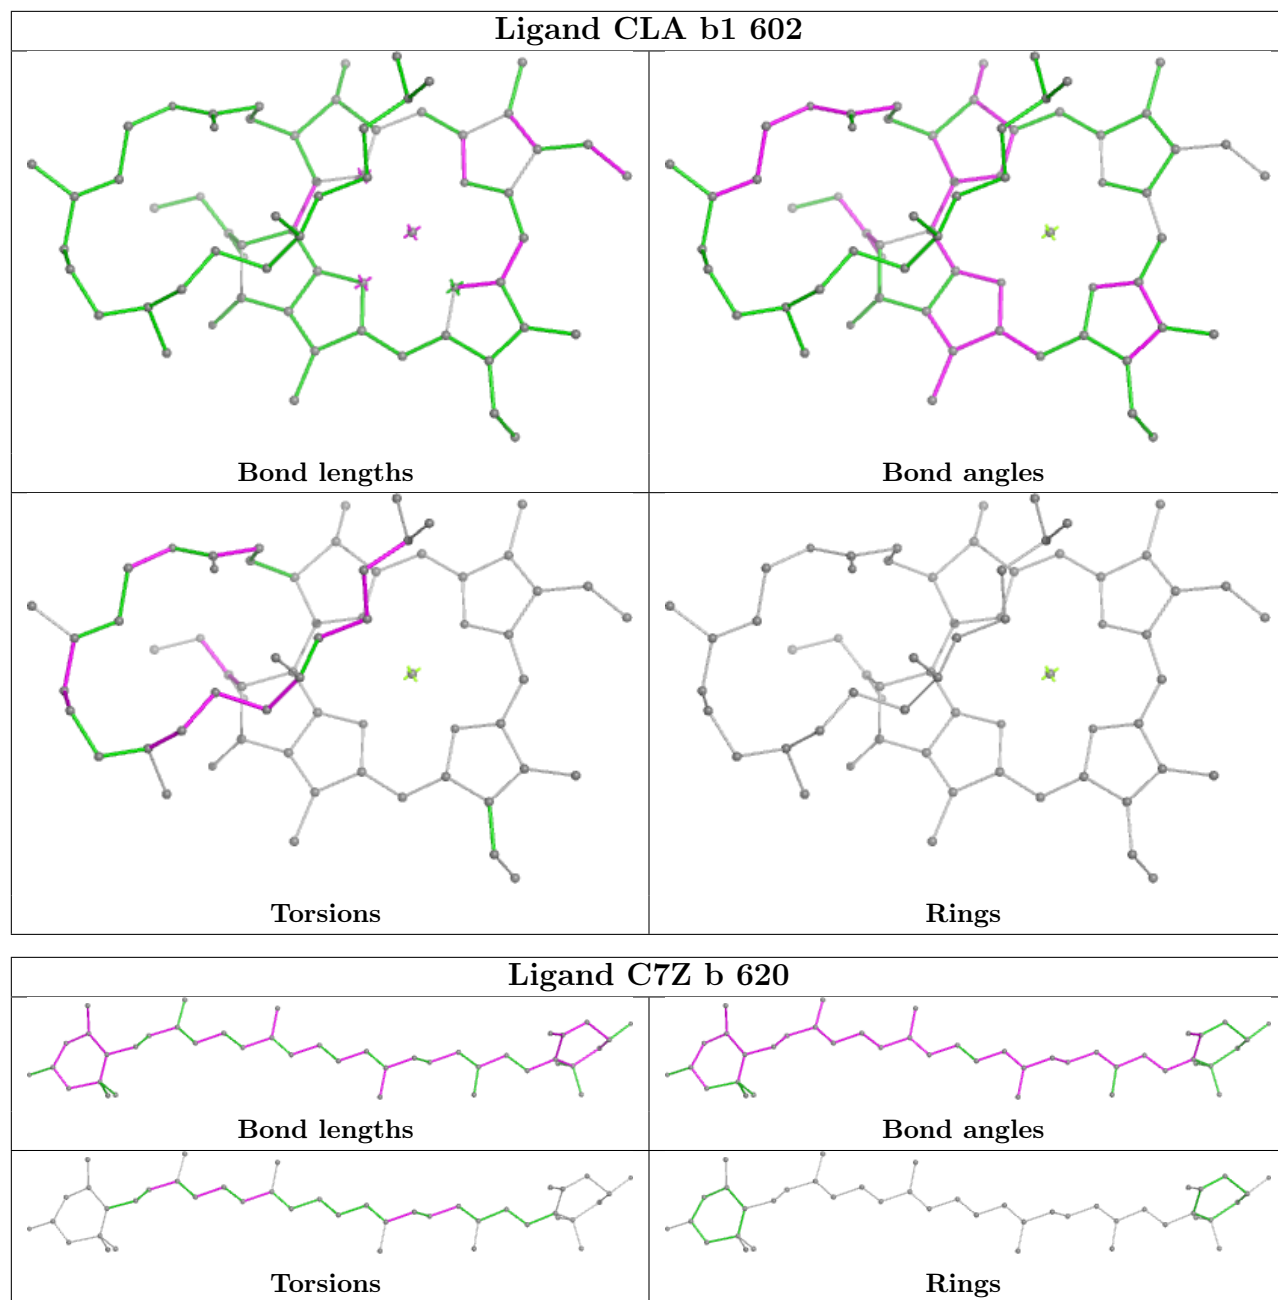 Ligand CLA b1 602
Bond lengths
Bond angles
Torsions
Rings
Ligand C7Z b 620
Bond lengths
Bond angles
Torsions
Rings